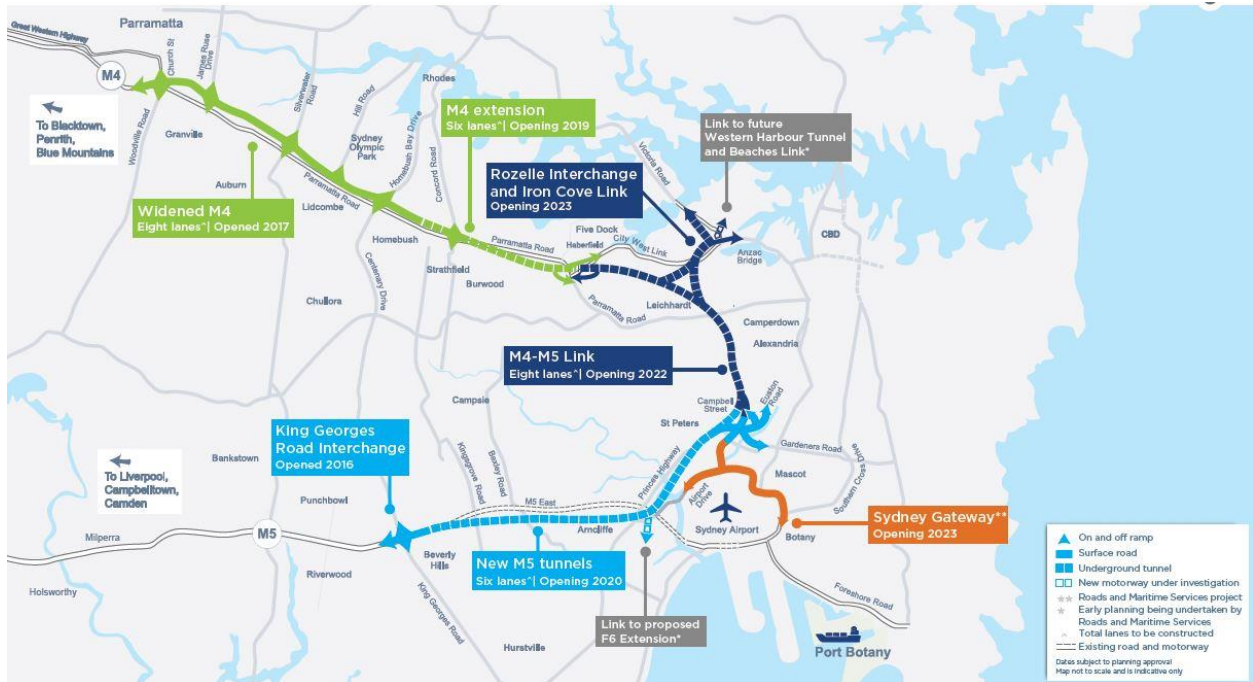 Parramatta
Great Western Highway
Church St
James Ruse
Drive
M4
To Blacktown,
Penrith,
Blue Mountains
Woodville Road
Granville
Silverwater
Road
Hill Road
Rhodes
Sydney
Olympic
Park
Homebush Bay Drive
Concord Road
M4 extension
Six lanes^| Opening 2019
Link to future
Western Harbour Tunnel
and Beaches Link*
Victoria Road
Rozelle Interchange
and Iron Cove Link
Opening 2023
Auburn
Widened M4
Eight lanes^| Opened 2017
Lidcombe
Parramatta Road
Homebush
Parramatta Road
Five Dock
Haberfield
City West Link
Anzac
Bridge
CBD
Strathfield
Burwood
Centenary Drive
Chullora
Parramatta Road
Leichhardt
Camperdown
Alexandria
M4-M5 Link
Eight lanes^| Opening 2022
Campbell
Street
Euston
Road
St Peters
Campsie
King Georges
Road Interchange
Opened 2016
Bankstown
To Liverpool,
Campbelltown,
Camden
Punchbowl
Kingsgrove Road
Bexley Road
Princes Highway
Gardeners Road
Mascot
Southern Cross Drive
M5 East
Airport
Drive
Sydney Airport
Botany
Sydney Gateway**
Opening 2023
Milperra
M5
Arncliffe
Beverly
Hills
New M5 tunnels
Six lanes^| Opening 2020
Riverwood
Holsworthy
King Georges Road
Link to proposed
F6 Extension*
Hurstville
Foreshore Road
Port Botany
On and off ramp
Surface road
Underground tunnel
New motorway under investigation
** Roads and Maritime Services project
* Early planning being undertaken by
Roads and Maritime Services
^ Total lanes to be constructed
Existing road and motorway
Dates subject to planning approval
Map not to scale and is indicative only